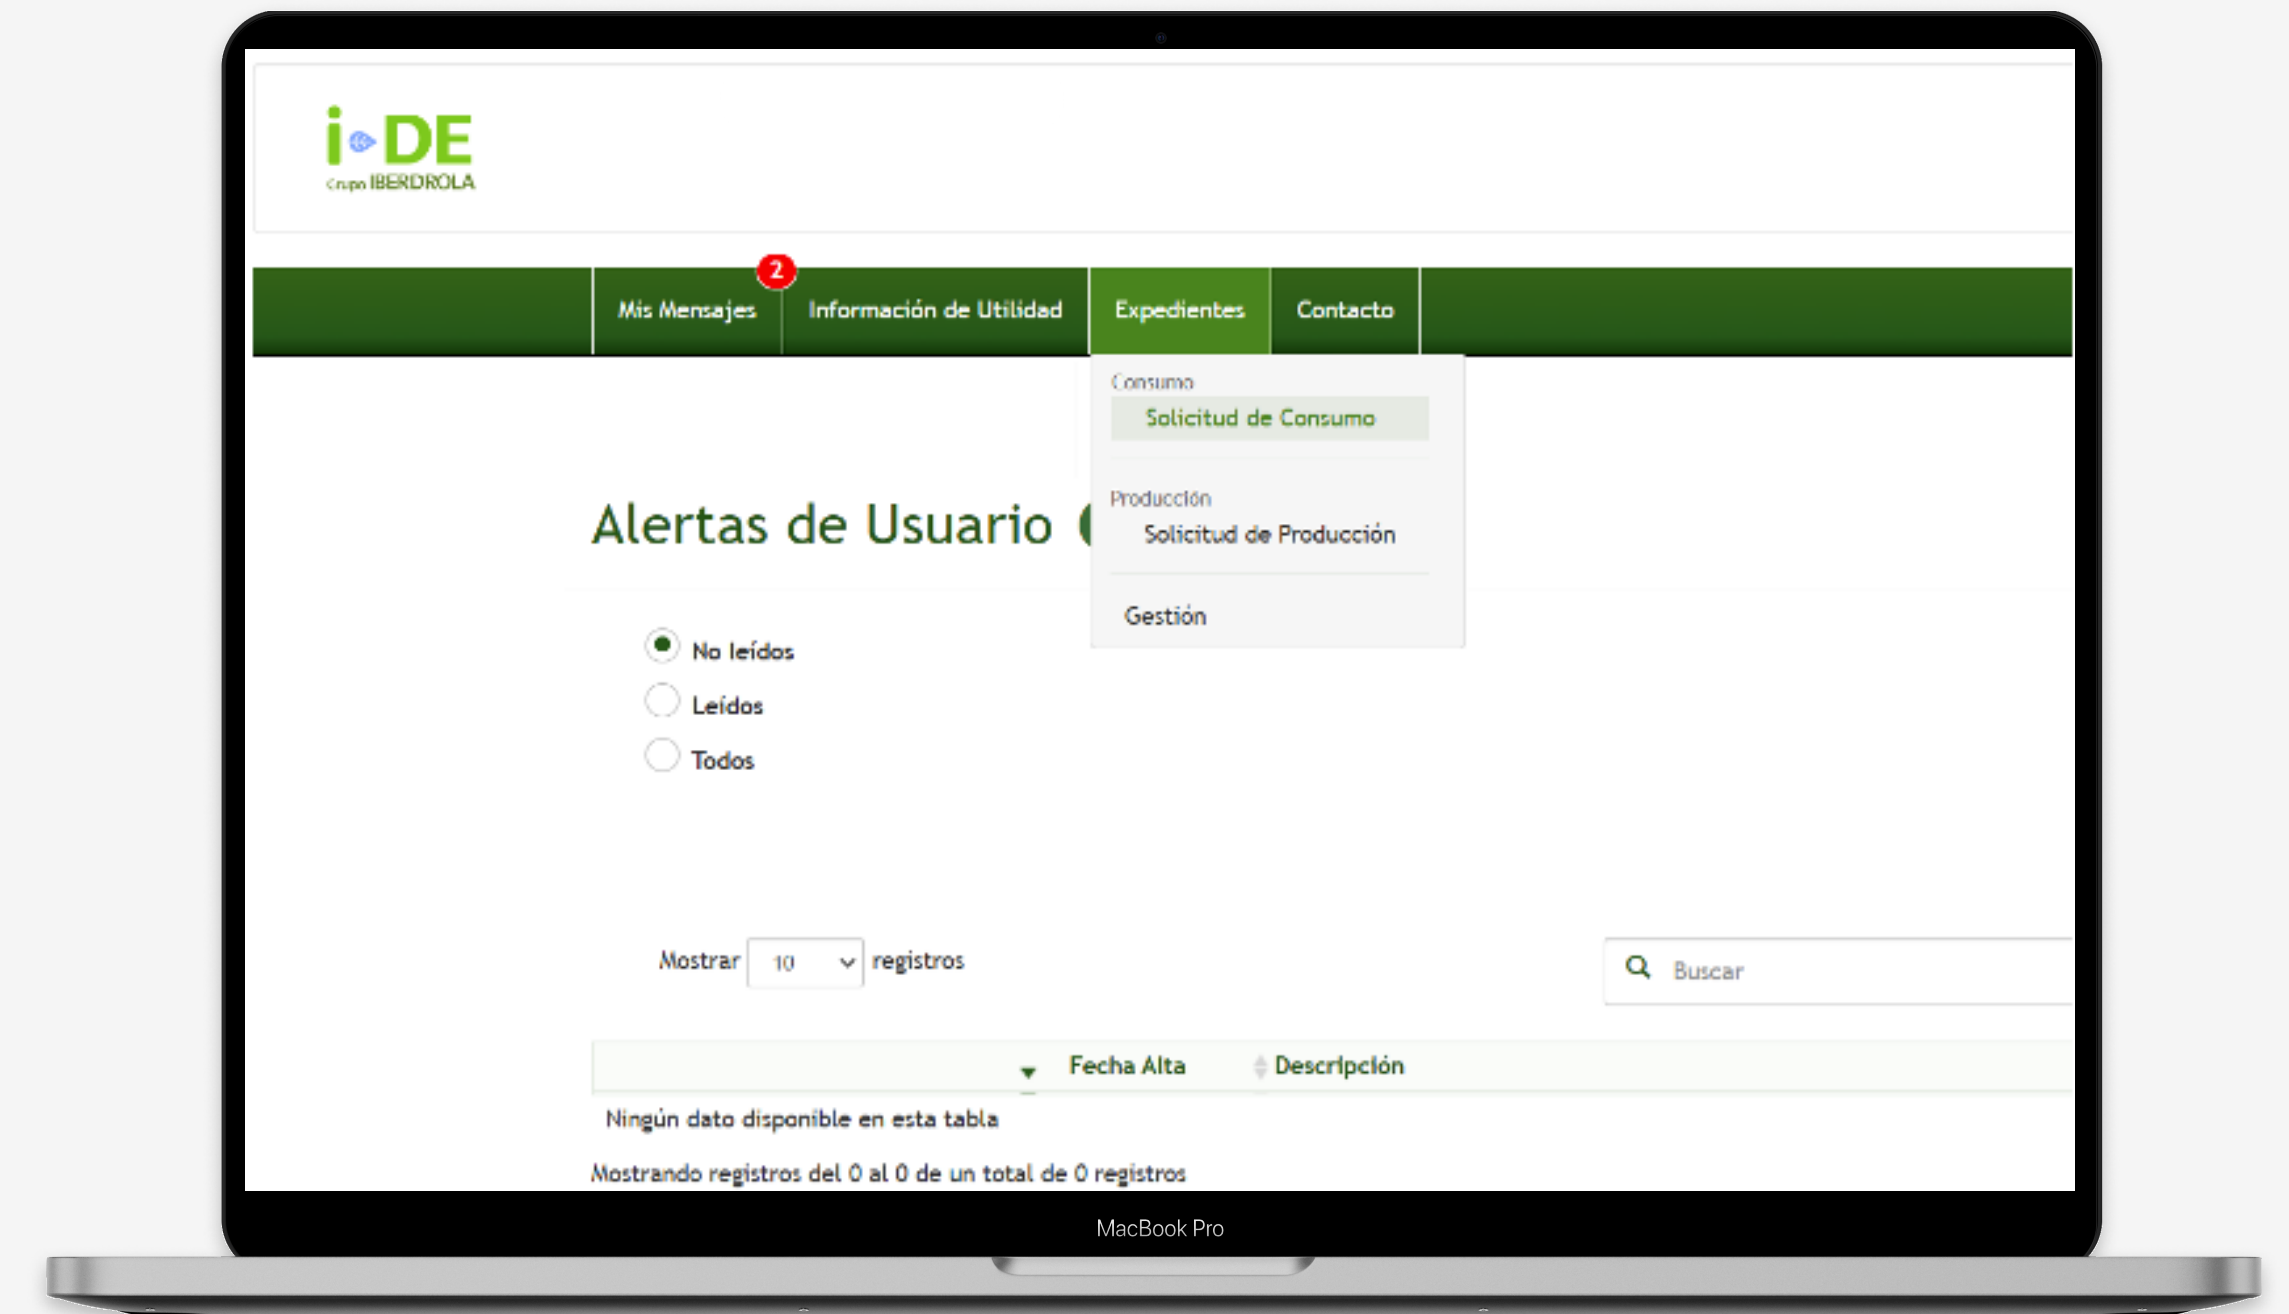 i DE
Grupo IBERDROLA
2
Mis Mensajes Información de Utilidad Expedientes Contacto
Consumo
Solicitud de Consumo
Producción
Solicitud de Producción
Gestión
Alertas de Usuario
No leídos
Leídos
Todos
Mostrar 10 registros
Buscar
Fecha Alta Descripción
Ningún dato disponible en esta tabla
Mostrando registros del 0 al 0 de un total de 0 registros
MacBook Pro